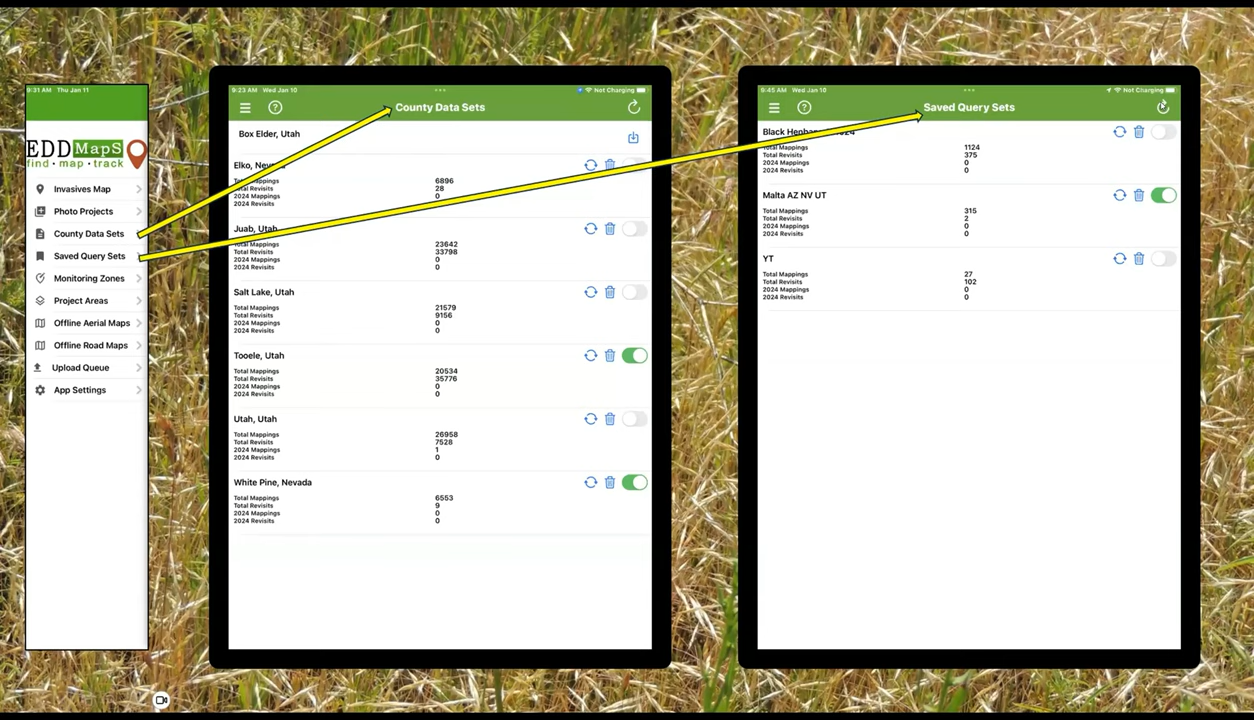 9:31 AM Thu Jan 11
EDDMapS
find • map • track
Invasives Map
Photo Projects
County Data Sets
Saved Query Sets
Monitoring Zones
Project Areas
Offline Aerial Maps
Offline Road Maps
Upload Queue
App Settings
9:23 AM Wed Jan 10
Not Charging
County Data Sets
Box Elder, Utah
Elko,
Mappings 6896
Total Revisits 28
2024 Mappings 0
2024 Revisits
Juab, Utah
Total Mappings 23642
Total Revisits 33798
2024 Mappings 0
2024 Revisits 0
Salt Lake, Utah
Total Mappings 21579
Total Revisits 9156
2024 Mappings 0
2024 Revisits 0
Tooele, Utah
Total Mappings 20534
Total Revisits 35776
2024 Mappings 0
2024 Revisits 0
Utah, Utah
Total Mappings 26958
Total Revisits 7528
2024 Mappings 1
2024 Revisits 0
White Pine, Nevada
Total Mappings 6553
Total Revisits 9
2024 Mappings 0
2024 Revisits 0
9:45 AM Wed Jan 10
Not Charging
Saved Query Sets
Black
Total Mappings 1124
Total Revisits 375
2024 Mappings 0
2024 Revisits 0
Malta AZ NV UT
Total Mappings 315
Total Revisits 2
2024 Mappings 0
2024 Revisits 0
YT
Total Mappings 27
Total Revisits 102
2024 Mappings 0
2024 Revisits 0